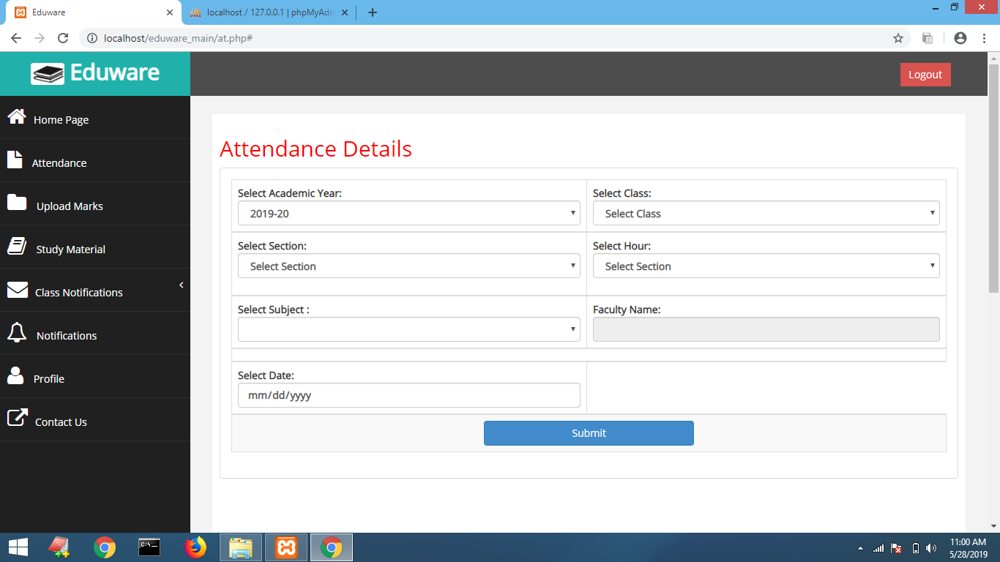 Eduware
localhost / 127.0.0.1 | phpMyAdm
localhost/eduware_main/at.php#
Eduware
Logout
Home Page
Attendance
Upload Marks
Study Material
Class Notifications
Notifications
Profile
Contact Us
Attendance Details
Select Academic Year:
2019-20
Select Class:
Select Class
Select Section:
Select Section
Select Hour:
Select Section
Select Subject :
Faculty Name:
Select Date:
mm/dd/yyyy
Submit
11:00 AM
5/28/2019